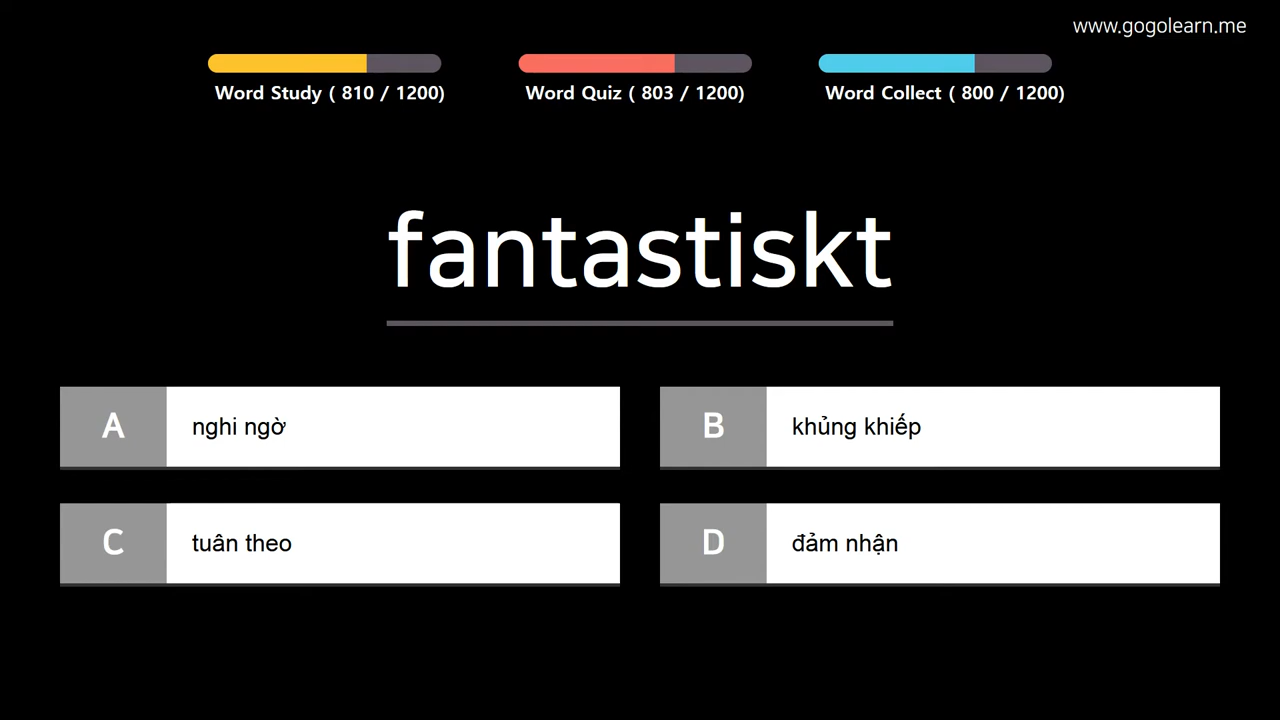 www.gogolearn.me
Word Study ( 810 / 1200)
Word Quiz ( 803 / 1200)
Word Collect ( 800 / 1200)
fantastiskt
A nghi ngờ
B khủng khiếp
C tuân theo
D đảm nhận